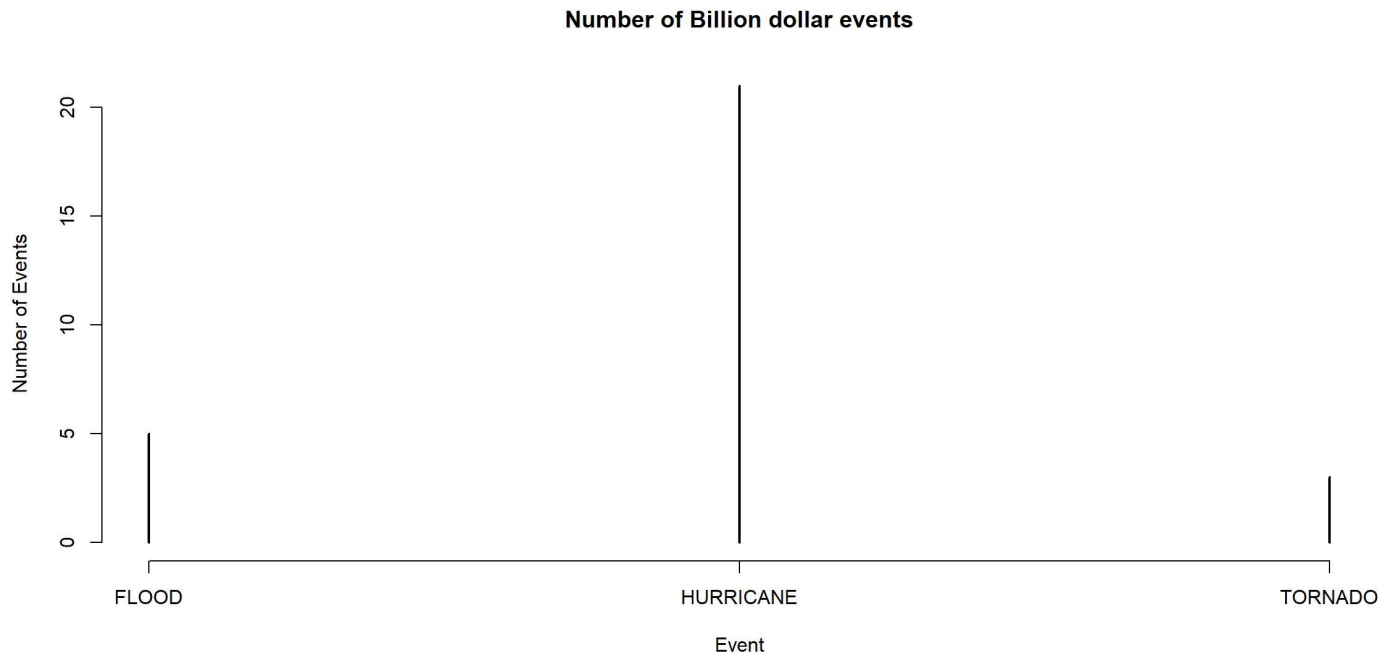 Number of Billion dollar events
Number of Events
20
15
10
5
0
FLOOD
HURRICANE
TORNADO
Event